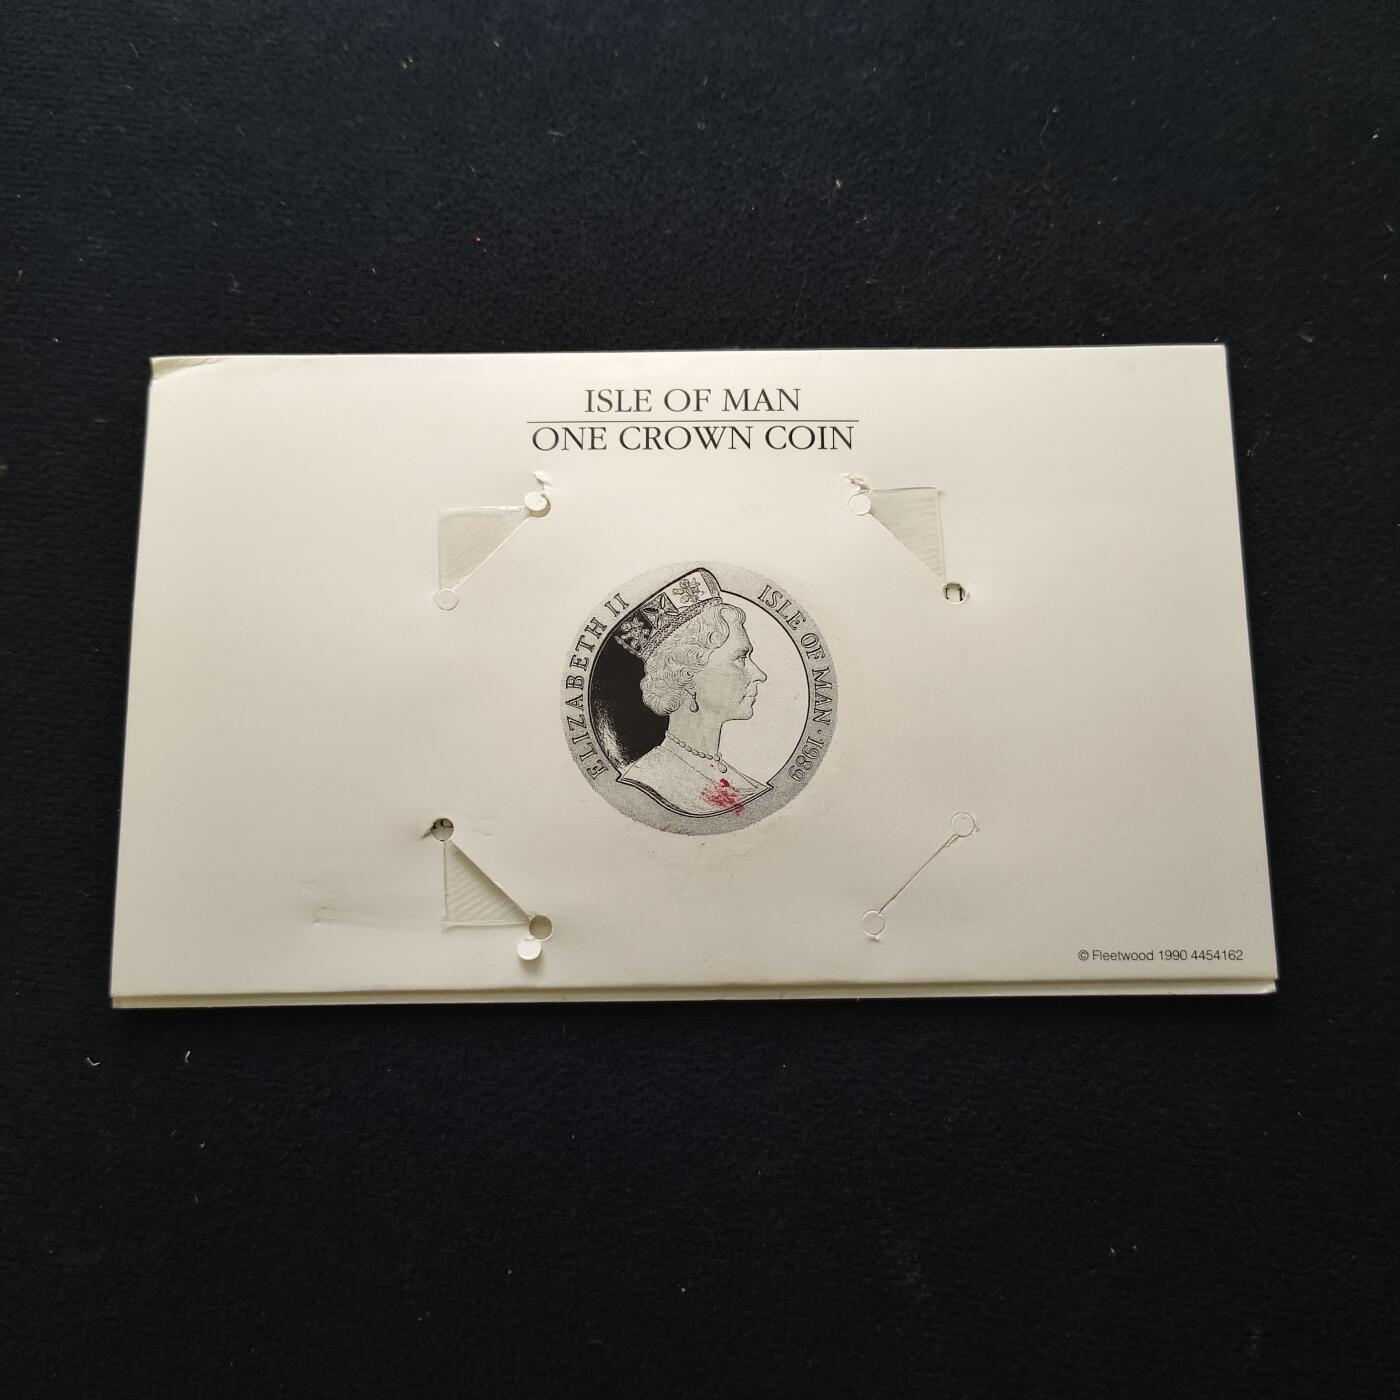 ISLE OF MAN
ONE CROWN COIN
ELIZABETH II
ISLE OF MAN · 1989
© Fleetwood 1990 4454162